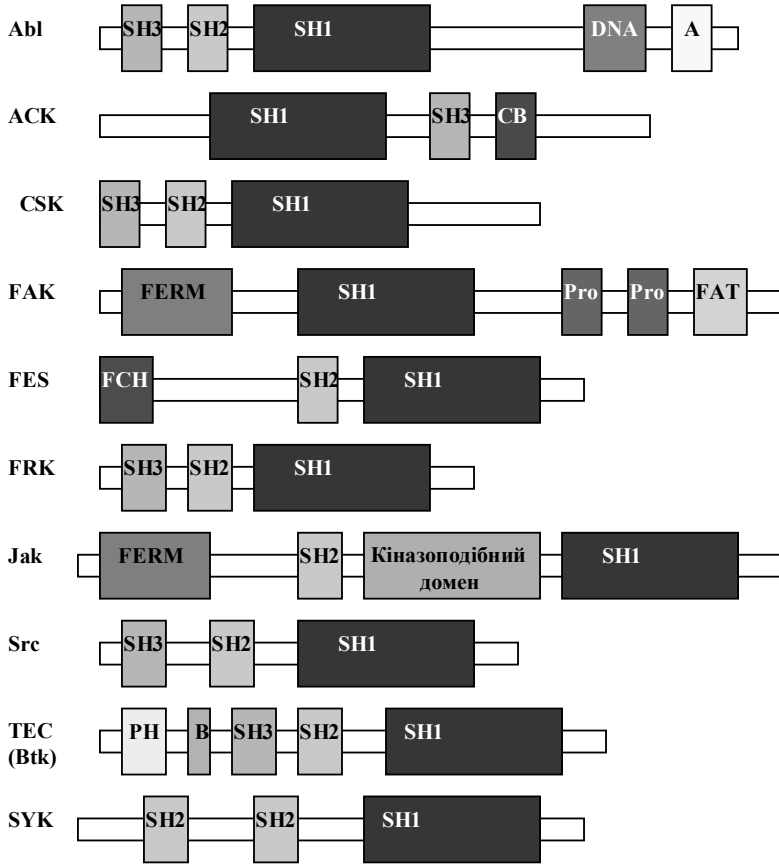 Abl SH3 SH2 SH1 DNA A
ACK SH1 SH3 CB
CSK SH3 SH2 SH1
FAK FERM SH1 Pro Pro FAT
FES FCH SH2 SH1
FRK SH3 SH2 SH1
Jak FERM SH2 Кіназоподібний домен SH1
Src SH3 SH2 SH1
TEC (Btk) PH B SH3 SH2 SH1
SYK SH2 SH2 SH1